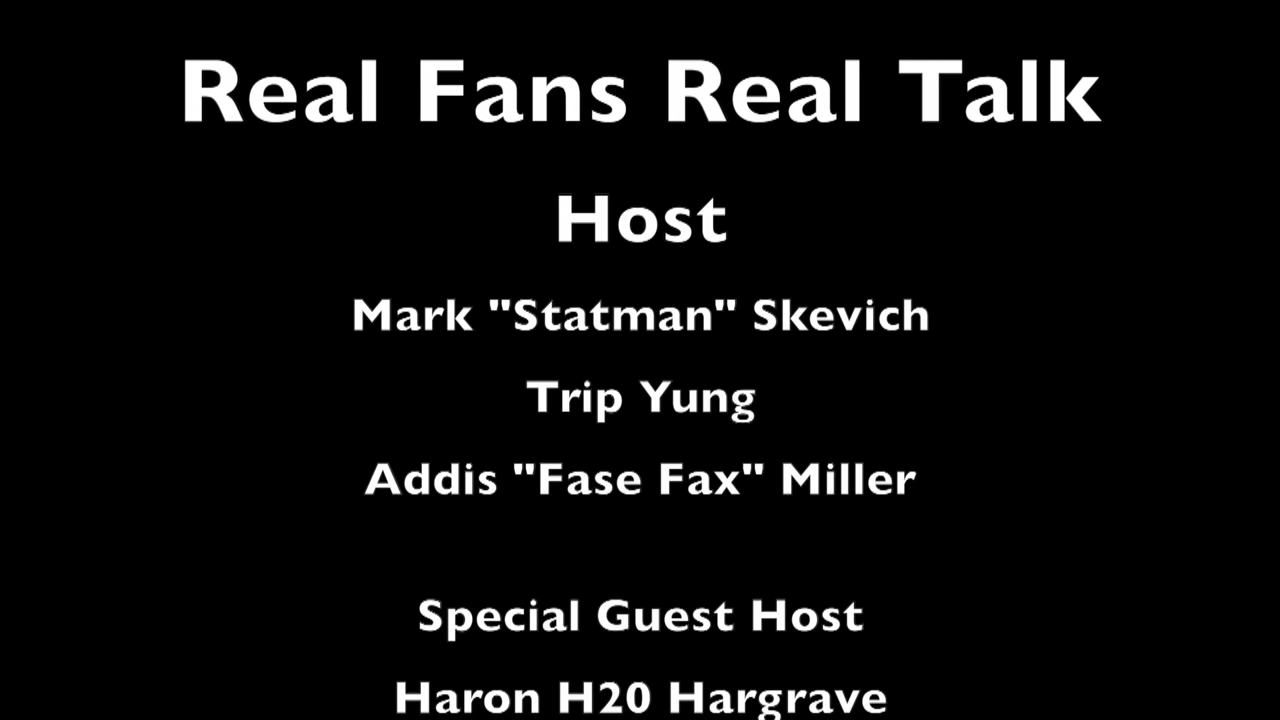 Real Fans Real Talk
Host
Mark "Statman" Skevich
Trip Yung
Addis "Fase Fax" Miller
Special Guest Host
Haron H20 Hargrave